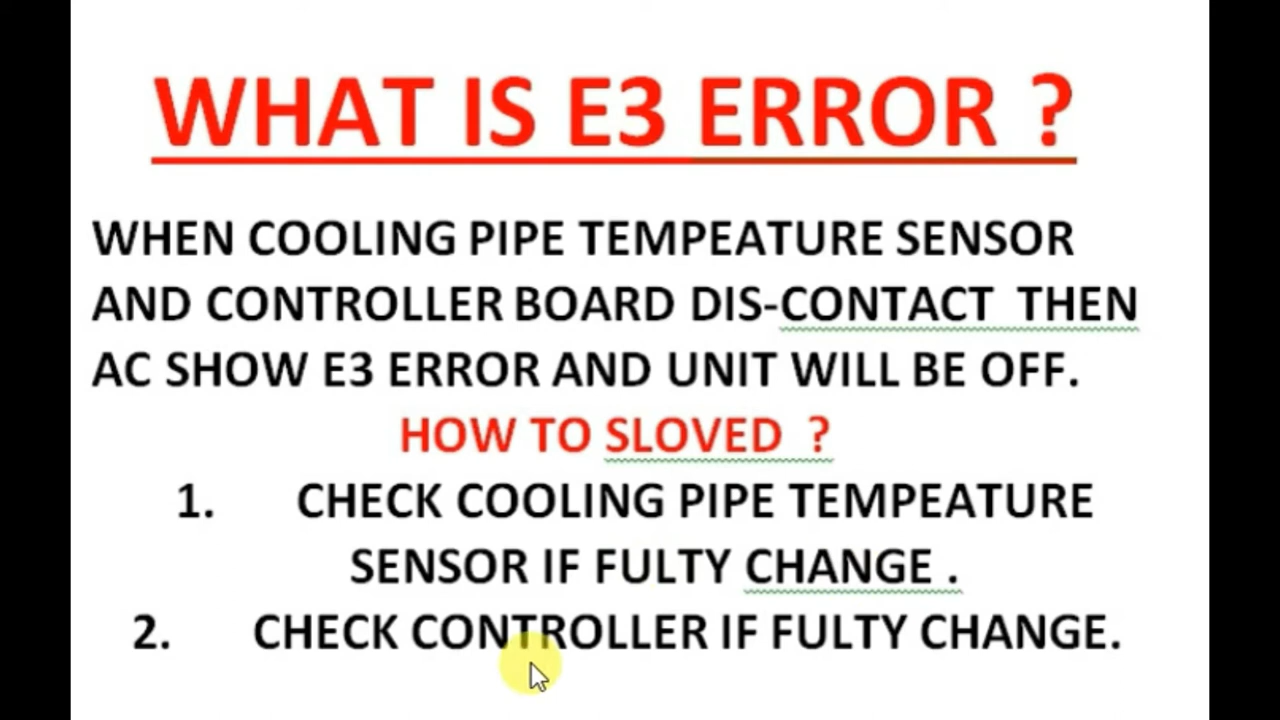 WHAT IS E3 ERROR ?
WHEN COOLING PIPE TEMPEATURE SENSOR
AND CONTROLLER BOARD DIS-CONTACT THEN
AC SHOW E3 ERROR AND UNIT WILL BE OFF.
HOW TO SLOVED ?
1. CHECK COOLING PIPE TEMPEATURE
SENSOR IF FULTY CHANGE .
2. CHECK CONTROLLER IF FULTY CHANGE.